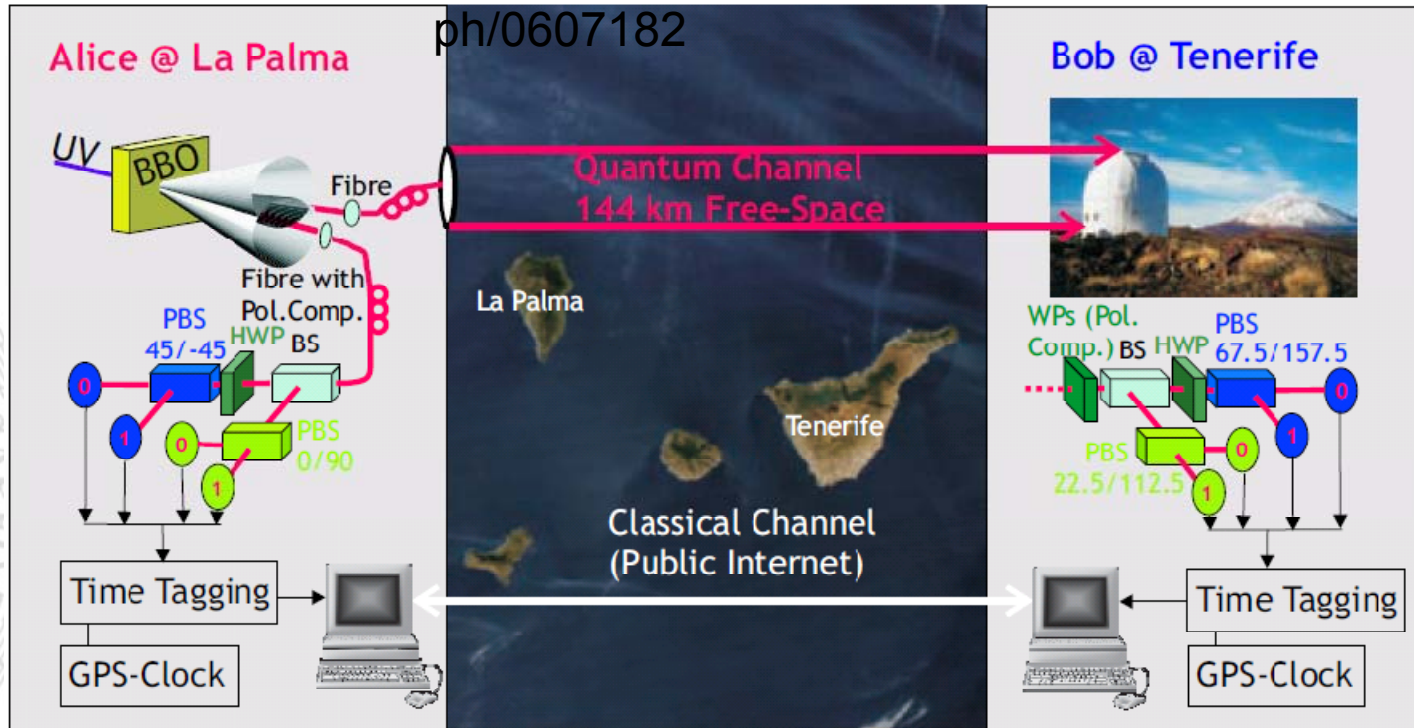 ph/0607182
Alice @ La Palma
UV
BBO
Fibre
Fibre with
Pol.Comp.
PBS
45/-45
HWP
BS
0
1
0
1
PBS
0/90
Time Tagging
GPS-Clock
Quantum Channel
144 km Free-Space
La Palma
Tenerife
Classical Channel
(Public Internet)
Bob @ Tenerife
WPs (Pol.
Comp.)
BS
HWP
PBS
67.5/157.5
0
1
PBS
22.5/112.5
0
1
Time Tagging
GPS-Clock